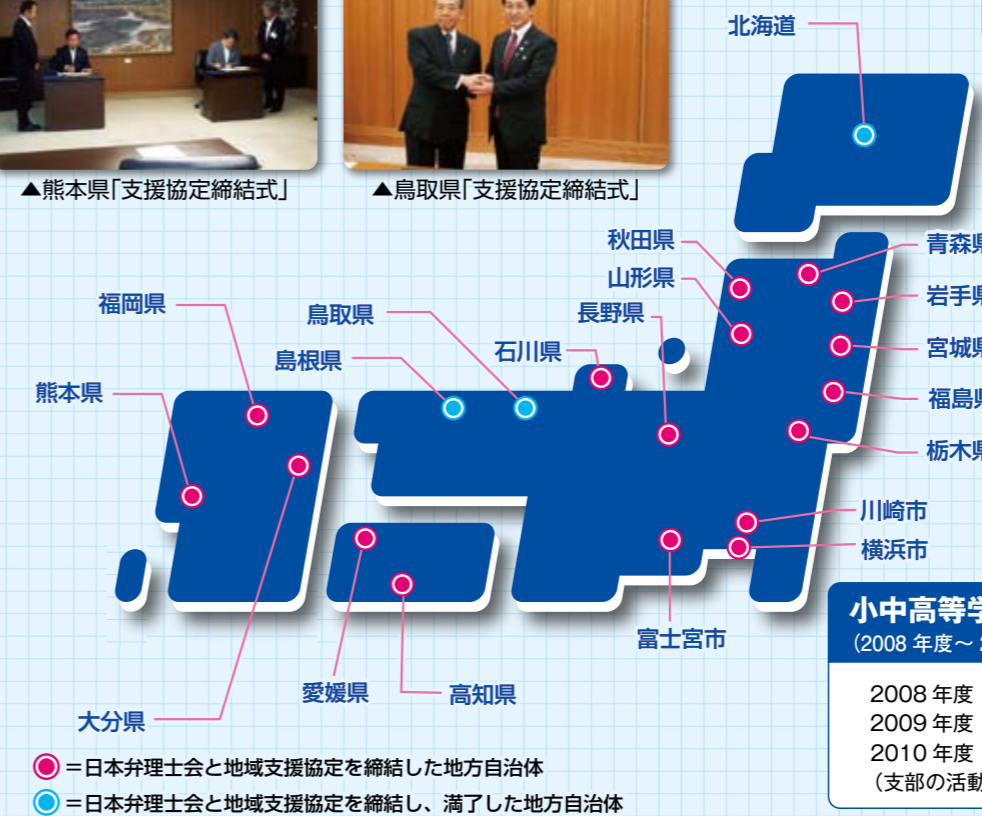 ▲熊本県「支援協定締結式」
▲鳥取県「支援協定締結式」
北海道
秋田県
青森県
山形県
岩手県
長野県
宮城県
福岡県
鳥取県
石川県
島根県
熊本県
福島県
栃木県
川崎市
横浜市
富士宮市
愛媛県
高知県
大分県
小中高等学
（2008 年度～ 2
2008 年度
2009 年度
2010 年度
（支部の活動
＝日本弁理士会と地域支援協定を締結した地方自治体
＝日本弁理士会と地域支援協定を締結し、満了した地方自治体